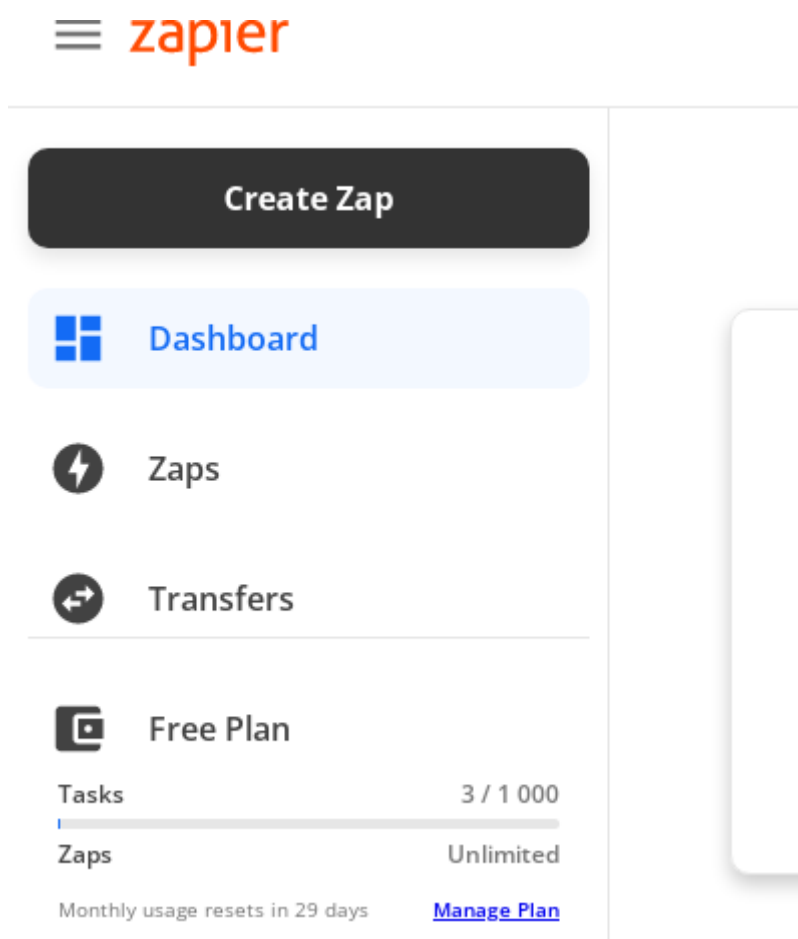 zapier
Create Zap
Dashboard
Zaps
Transfers
Free Plan
Tasks 3 / 1 000
Zaps Unlimited
Monthly usage resets in 29 days Manage Plan